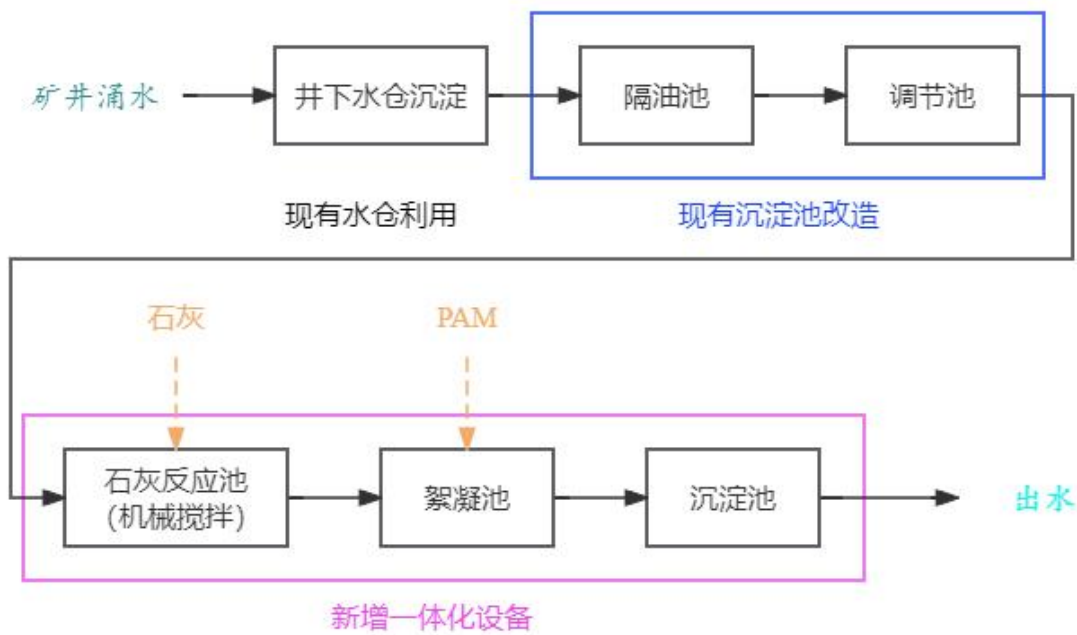 矿井涌水
井下水仓沉淀
隔油池
调节池
现有水仓利用
现有沉淀池改造
石灰
PAM
石灰反应池
(机械搅拌)
絮凝池
沉淀池
出水
新增一体化设备